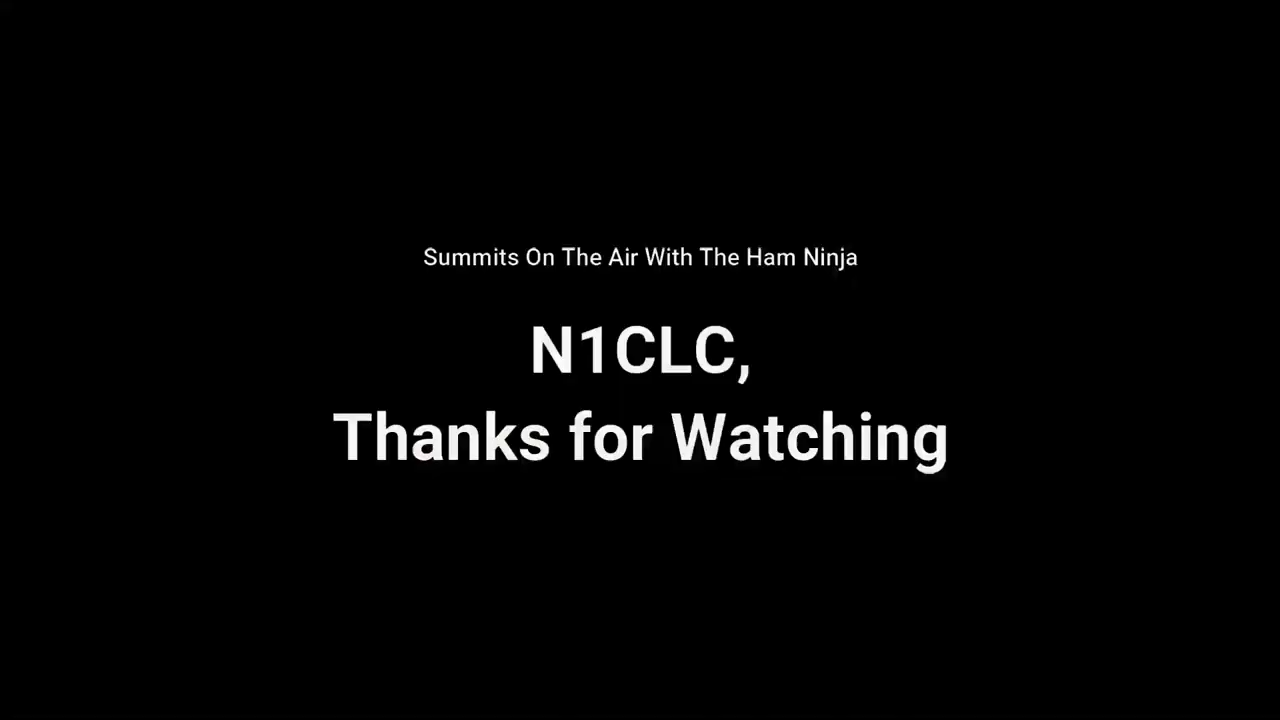 Summits On The Air With The Ham Ninja
N1CLC,
Thanks for Watching